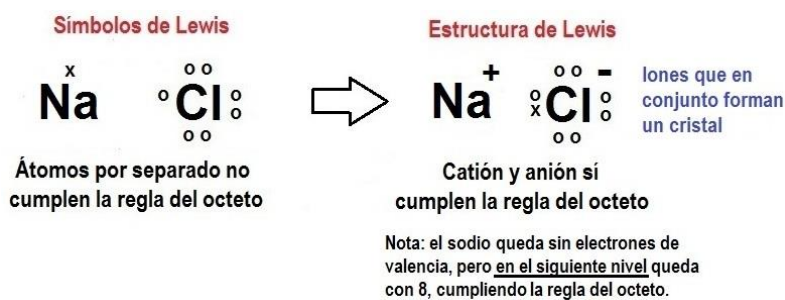 Símbolos de Lewis
x
Na
o o
o Cl o
o
o o
Átomos por separado no
cumplen la regla del octeto
Estructura de Lewis
Na +
o o -
o Cl o
x o
o o
Iones que en
conjunto forman
un cristal
Catión y anión sí
cumplen la regla del octeto
Nota: el sodio queda sin electrones de
valencia, pero en el siguiente nivel queda
con 8, cumpliendo la regla del octeto.